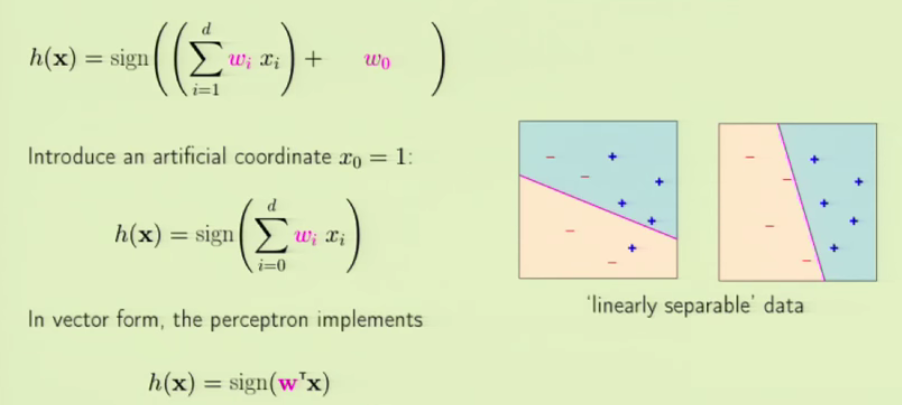 h(x) = sign((∑_{i=1}^{d} w_i x_i) + w_0)
Introduce an artificial coordinate x_0 = 1:
h(x) = sign(∑_{i=0}^{d} w_i x_i)
In vector form, the perceptron implements
h(x) = sign(w^T x)
'linearly separable' data